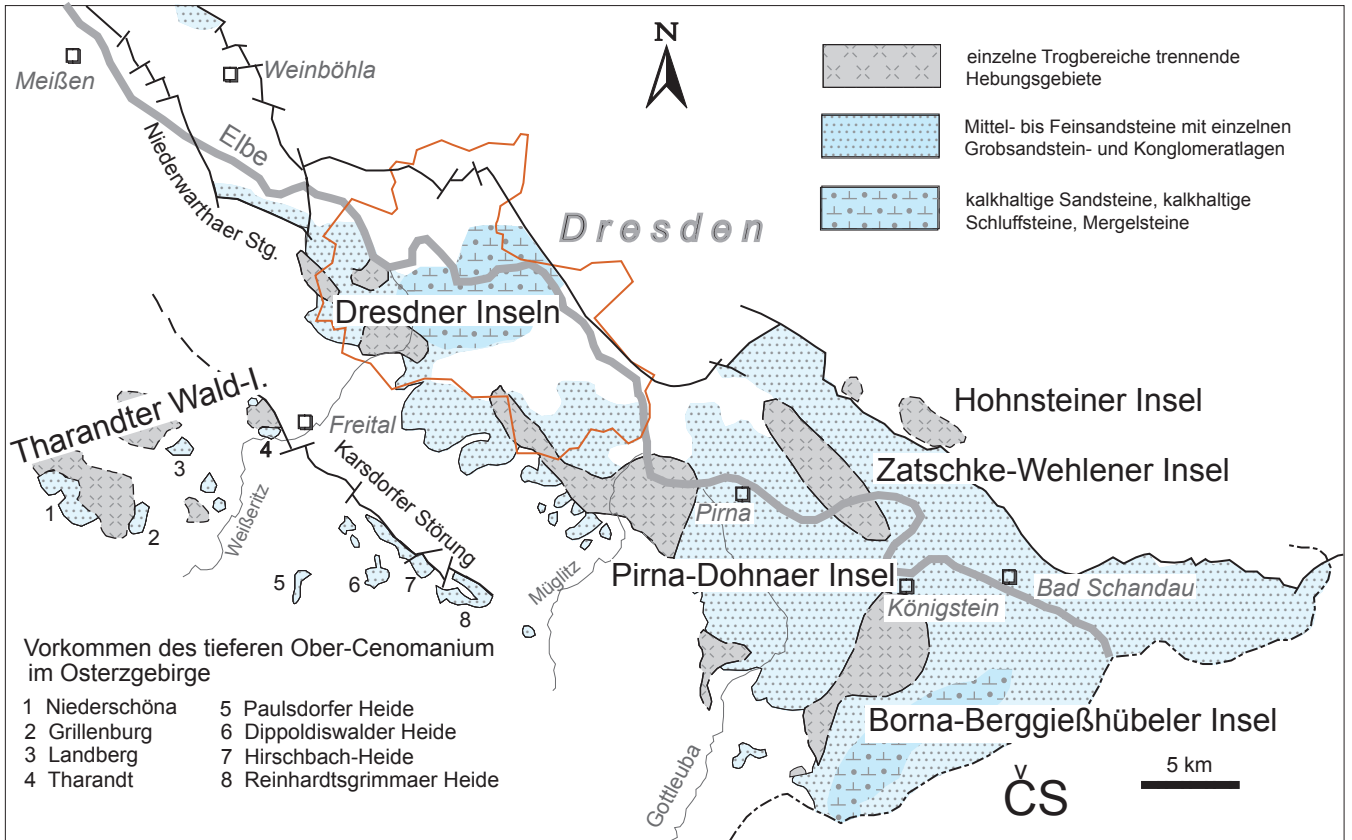 N
Meißen
Weinböhla
Elbe
Niederwarthaer Stg.
einzelne Trogbereiche trennende
Hebungsgebiete
Mittel- bis Feinsandsteine mit einzelnen
Grobsandstein- und Konglomeratlagen
kalkhaltige Sandsteine, kalkhaltige
Schluffsteine, Mergelsteine
Dresden
Dresdner Inseln
Tharandter Wald-I.
Freital
Karsdorfer Störung
Weißeritz
Müglitz
Hohnsteiner Insel
Zatschke-Wehlener Insel
Pirna
Pirna-Dohnaer Insel
Königstein
Bad Schandau
Borna-Berggießhübeler Insel
Gottleuba
1
2
3
4
5
6
7
8
Vorkommen des tieferen Ober-Cenomanium
im Osterzgebirge
1 Niederschöna
2 Grillenburg
3 Landberg
4 Tharandt
5 Paulsdorfer Heide
6 Dippoldiswalder Heide
7 Hirschbach-Heide
8 Reinhardtsgrimmaer Heide
ČS
5 km